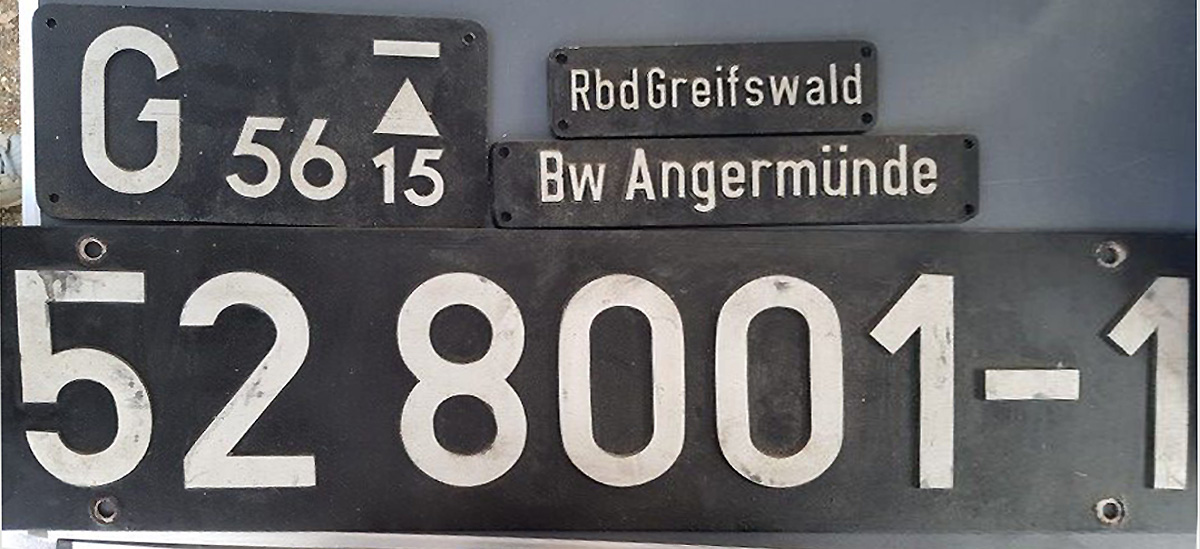 G 56 15
RbdGreifswald
Bw Angermünde
52 8001-1